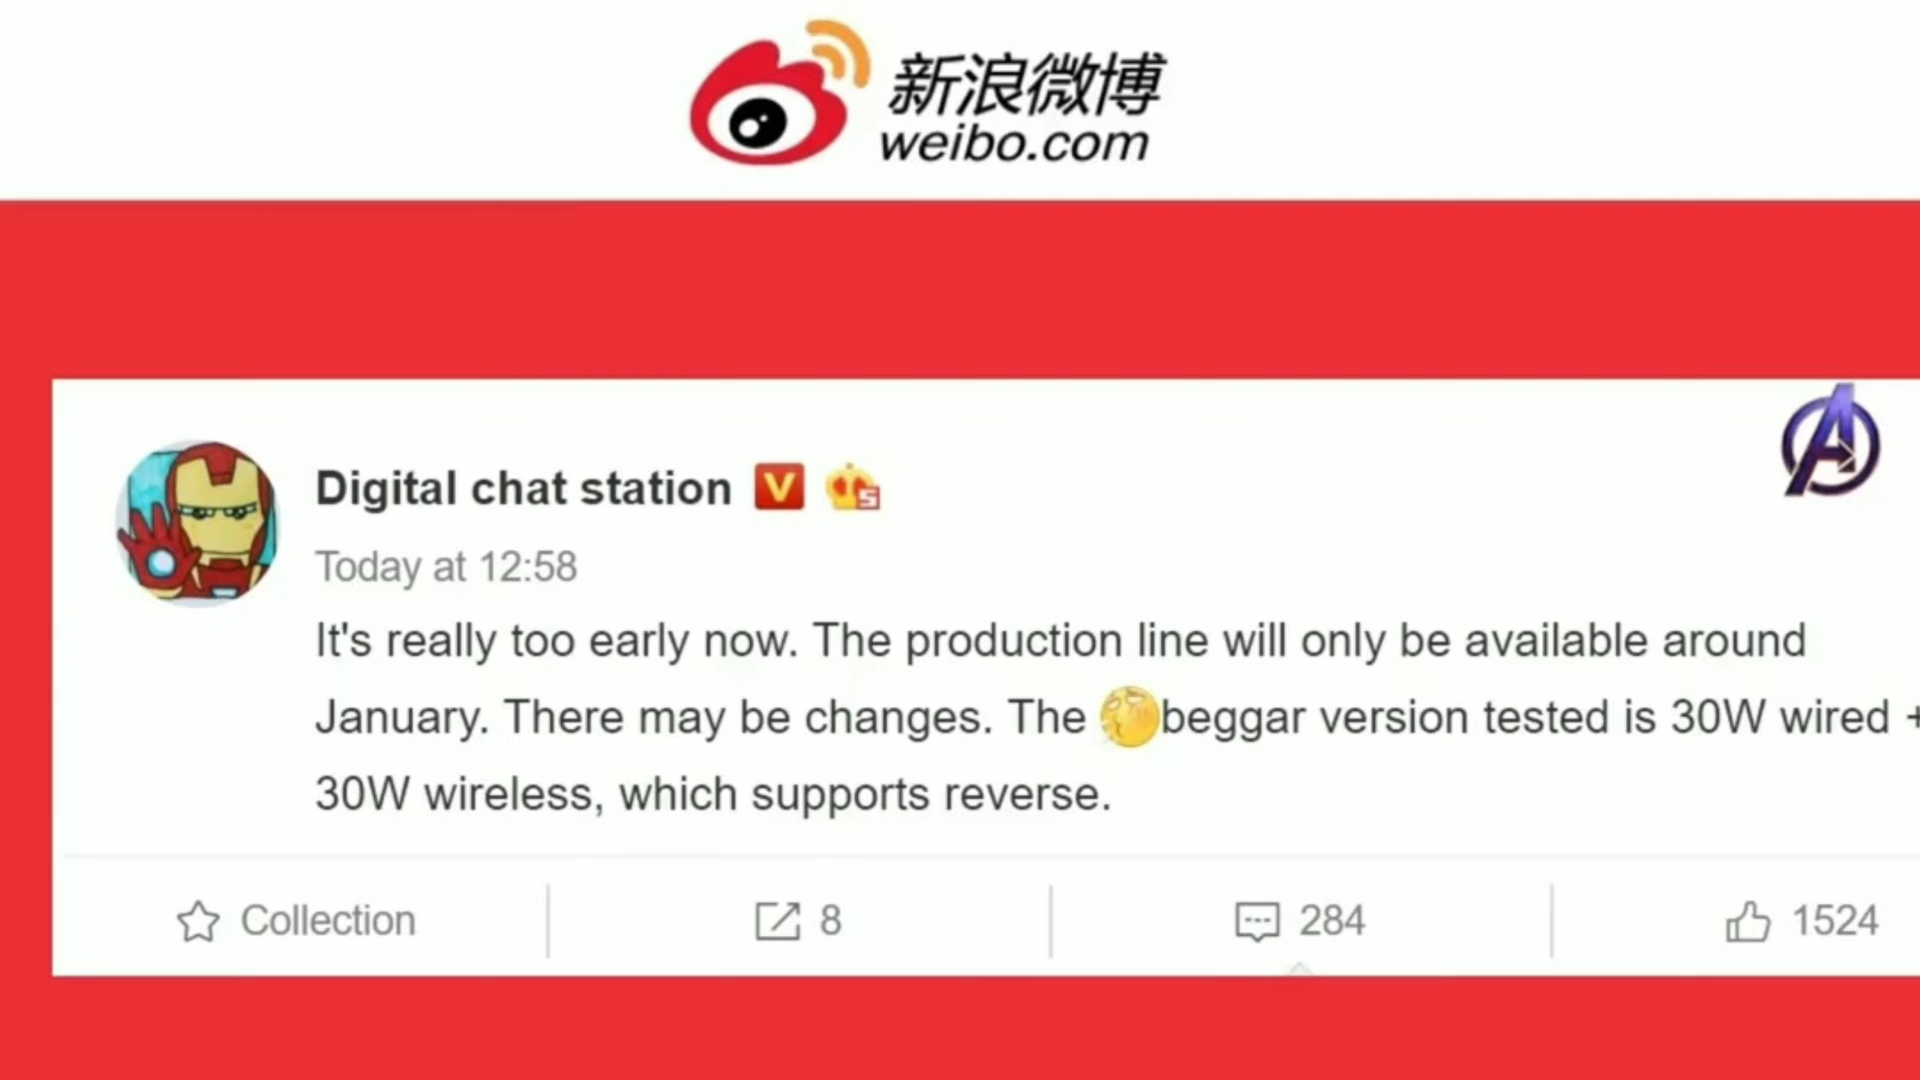 新浪微博
weibo.com
Digital chat station V 5
Today at 12:58
It's really too early now. The production line will only be available around
January. There may be changes. The beggar version tested is 30W wired +
30W wireless, which supports reverse.
Collection 8 284 1524